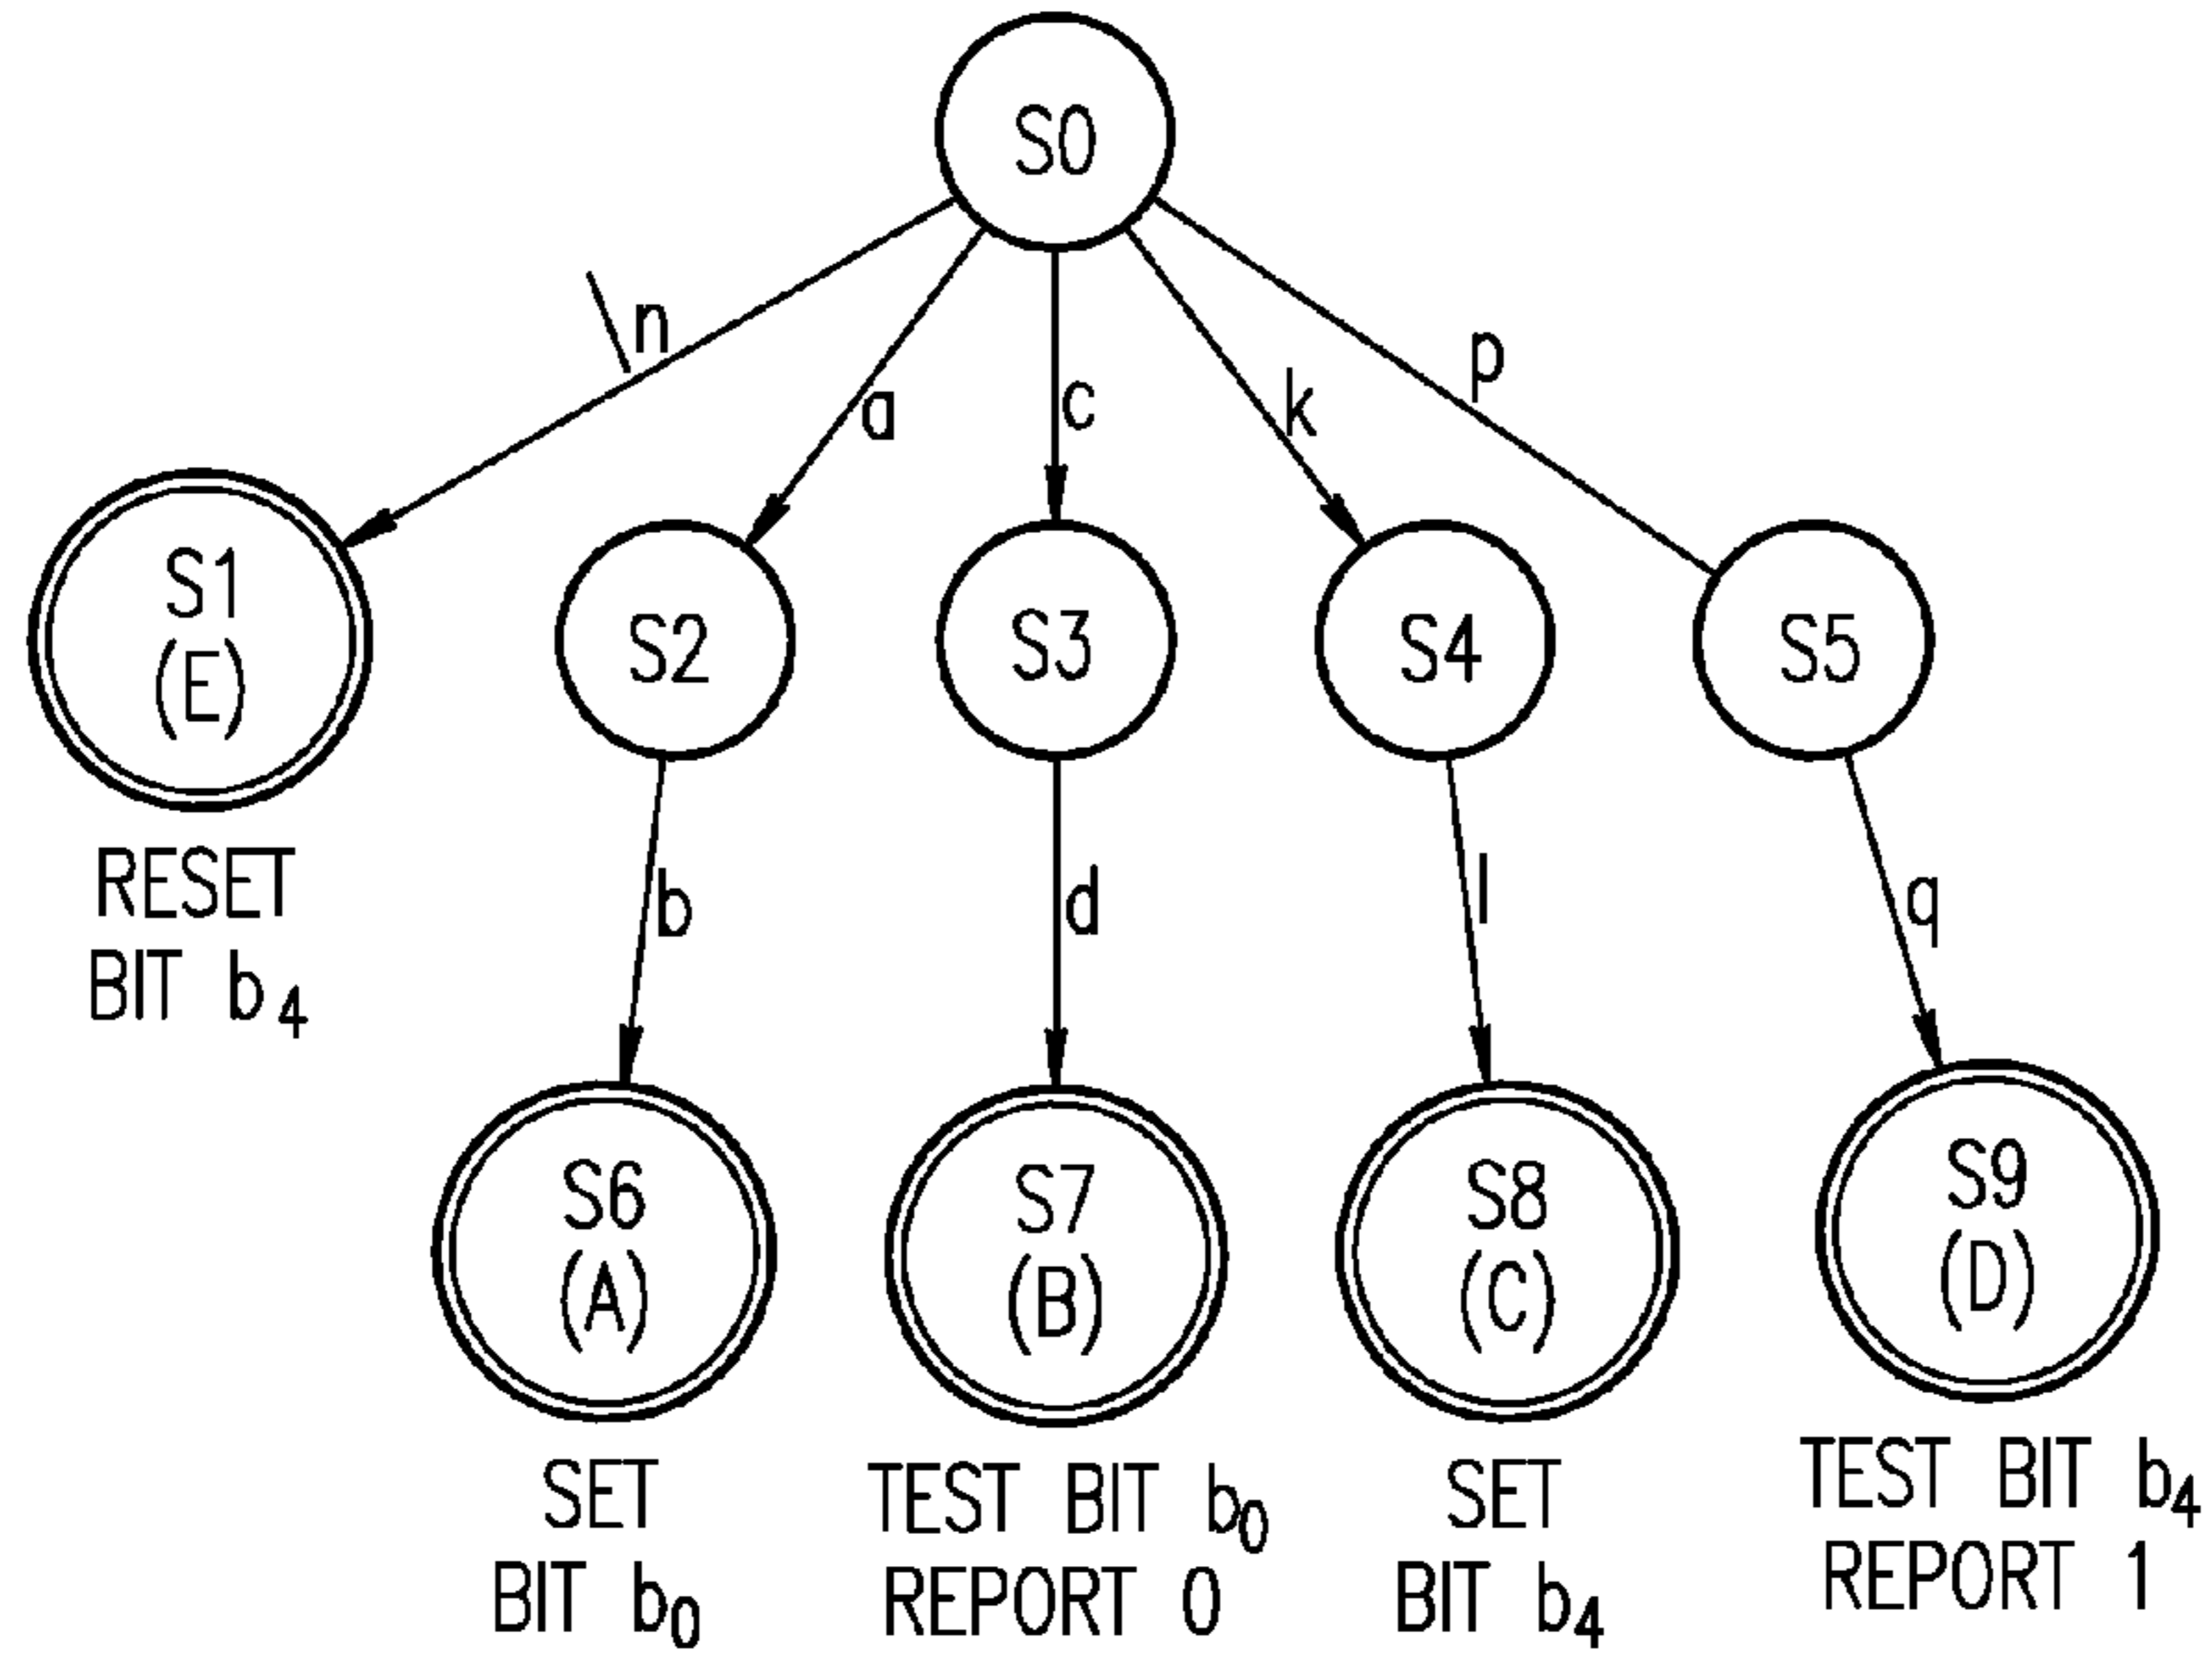 S0
\n
a
c
k
p
S1
(E)
S2
S3
S4
S5
RESET
BIT b4
b
d
l
q
S6
(A)
S7
(B)
S8
(C)
S9
(D)
SET
BIT b0
TEST BIT b0
REPORT 0
SET
BIT b4
TEST BIT b4
REPORT 1